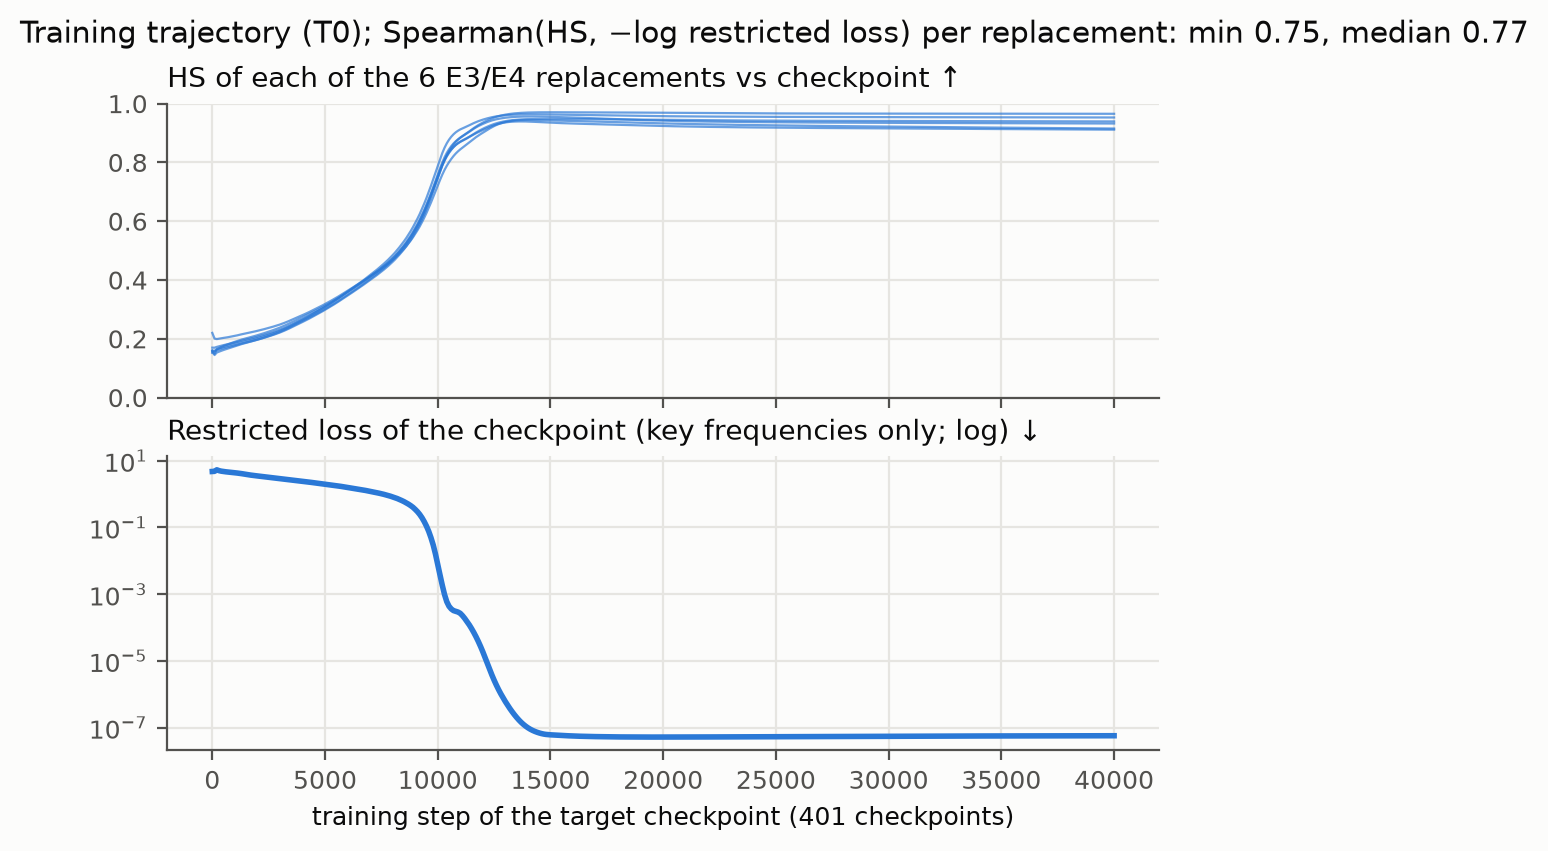 Training trajectory (T0); Spearman(HS, −log restricted loss) per replacement: min 0.75, median 0.77
HS of each of the 6 E3/E4 replacements vs checkpoint ↑
1.0
0.8
0.6
0.4
0.2
0.0
Restricted loss of the checkpoint (key frequencies only; log) ↓
10¹
10⁻¹
10⁻³
10⁻⁵
10⁻⁷
0 5000 10000 15000 20000 25000 30000 35000 40000
training step of the target checkpoint (401 checkpoints)